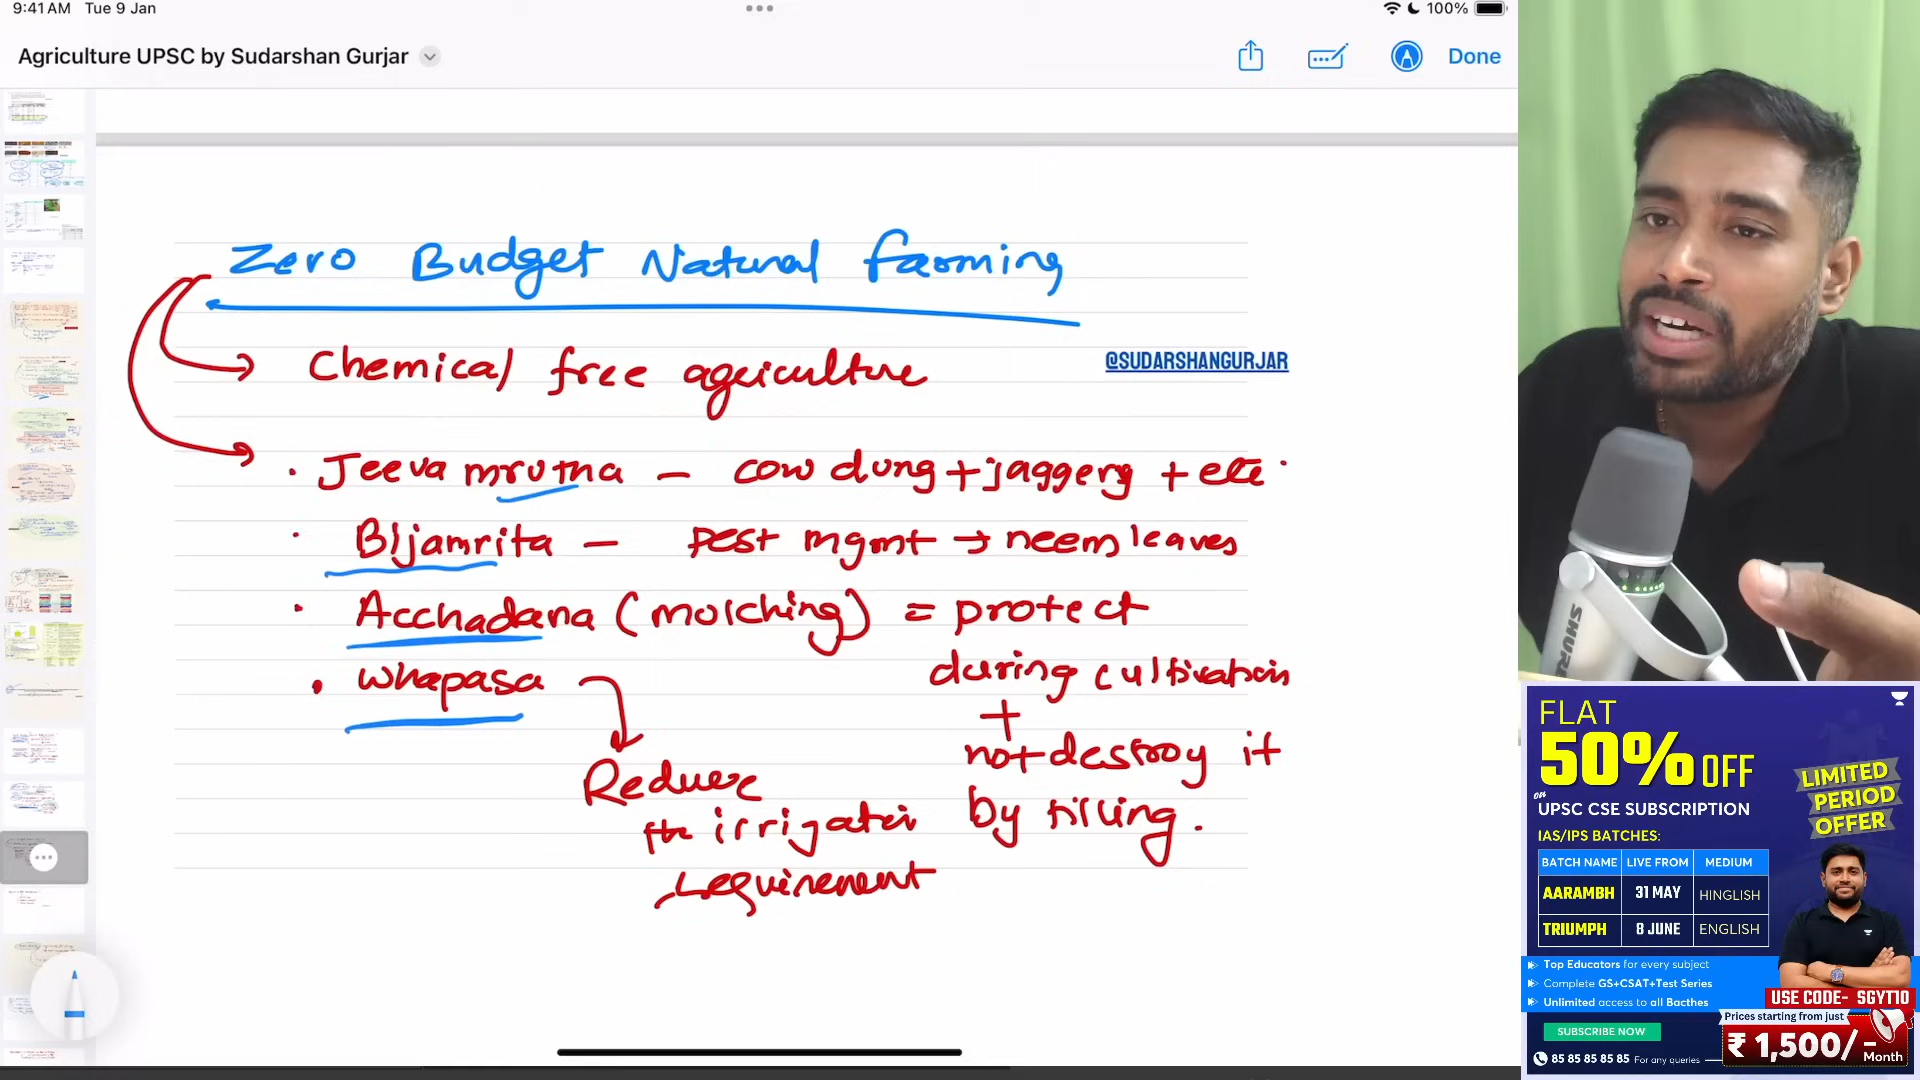 9:41 AM Tue 9 Jan
100%
Agriculture UPSC by Sudarshan Gurjar
Done
Zero Budget Natural farming
Chemical free agriculture
@SUDARSHANGURJAR
• Jeevamrutha – cow dung + jaggery + etc.
• Bijamrita – pest mgmt → neem leaves
• Acchadana (mulching) = protect
during cultivation
+
not destroy it
by tilling.
• Whapasa
Reduce
the irrigation
requirement
SHURE
FLAT
50% OFF
on
UPSC CSE SUBSCRIPTION
LIMITED
PERIOD
OFFER
IAS/IPS BATCHES:
BATCH NAME LIVE FROM MEDIUM
AARAMBH 31 MAY HINGLISH
TRIUMPH 8 JUNE ENGLISH
Top Educators for every subject
Complete GS+CSAT+Test Series
Unlimited access to all Bacthes
USE CODE- SGYT10
SUBSCRIBE NOW
Prices starting from just
₹ 1,500/-
Month
85 85 85 85 85 For any queries